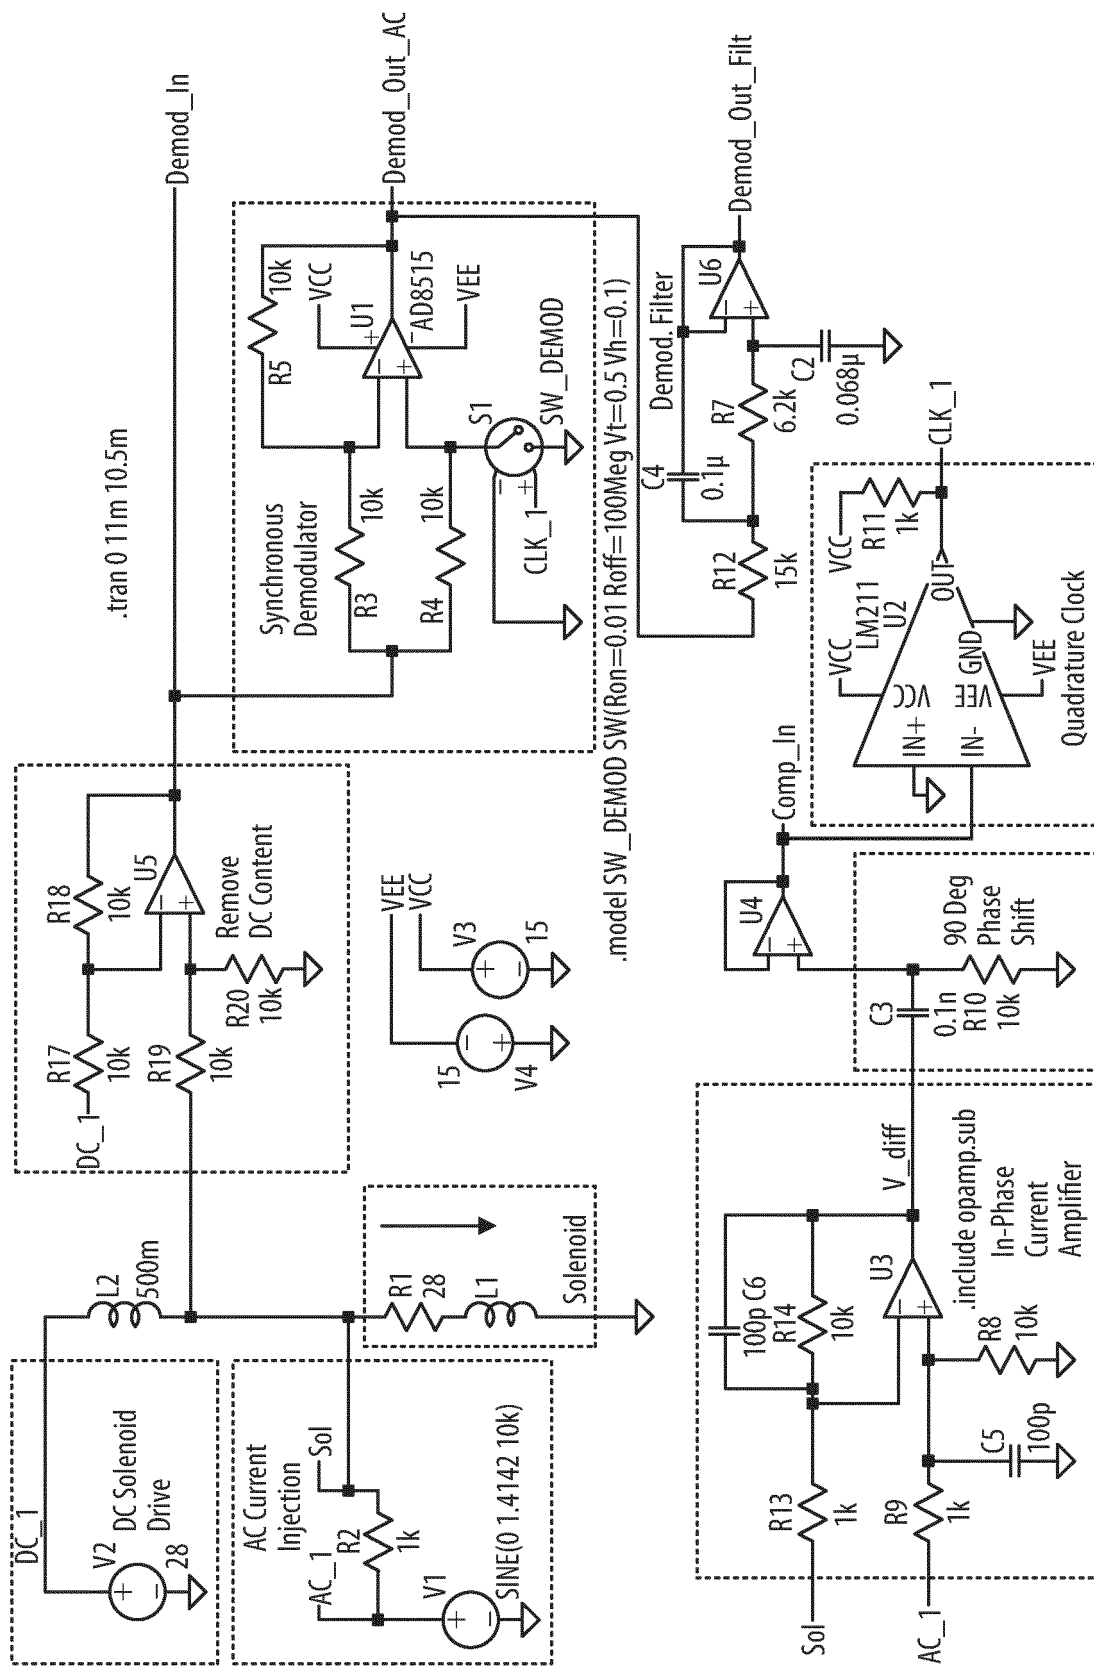 .tran 0 11m 10.5m
DC_1
V2
+
−
28
DC Solenoid
Drive
L2
500m
DC_1
R17
10k
R18
10k
R19
10k
R20
10k
U5
−
+
Remove
DC Content
Demod_In
AC Current
Injection
AC_1
Sol
R2
1k
V1
+
−
SINE(0 1.4142 10k)
R1
28
L1
Solenoid
VEE
VCC
15
−
+
V4
V3
+
−
15
Synchronous
Demodulator
R3
10k
R4
10k
R5
10k
VCC
U1
−
+
+
−
AD8515
VEE
S1
−
+
CLK_1
SW_DEMOD
Demod_Out_AC
.model SW_DEMOD SW(Ron=0.01 Roff=100Meg Vt=0.5 Vh=0.1)
Demod. Filter
C4
0.1µ
R12
15k
R7
6.2k
C2
0.068µ
U6
−
+
Demod_Out_Filt
Sol
AC_1
R13
1k
R9
1k
100p C6
R14
10k
C5
100p
R8
10k
U3
−
+
V_diff
.include opamp.sub
In-Phase
Current
Amplifier
C3
0.1n
R10
10k
90 Deg
Phase
Shift
U4
−
+
Comp_In
VCC
LM211
U2
VCC
R11
1k
IN+
IN-
VCC
VEE
GND
OUT
VEE
CLK_1
Quadrature Clock